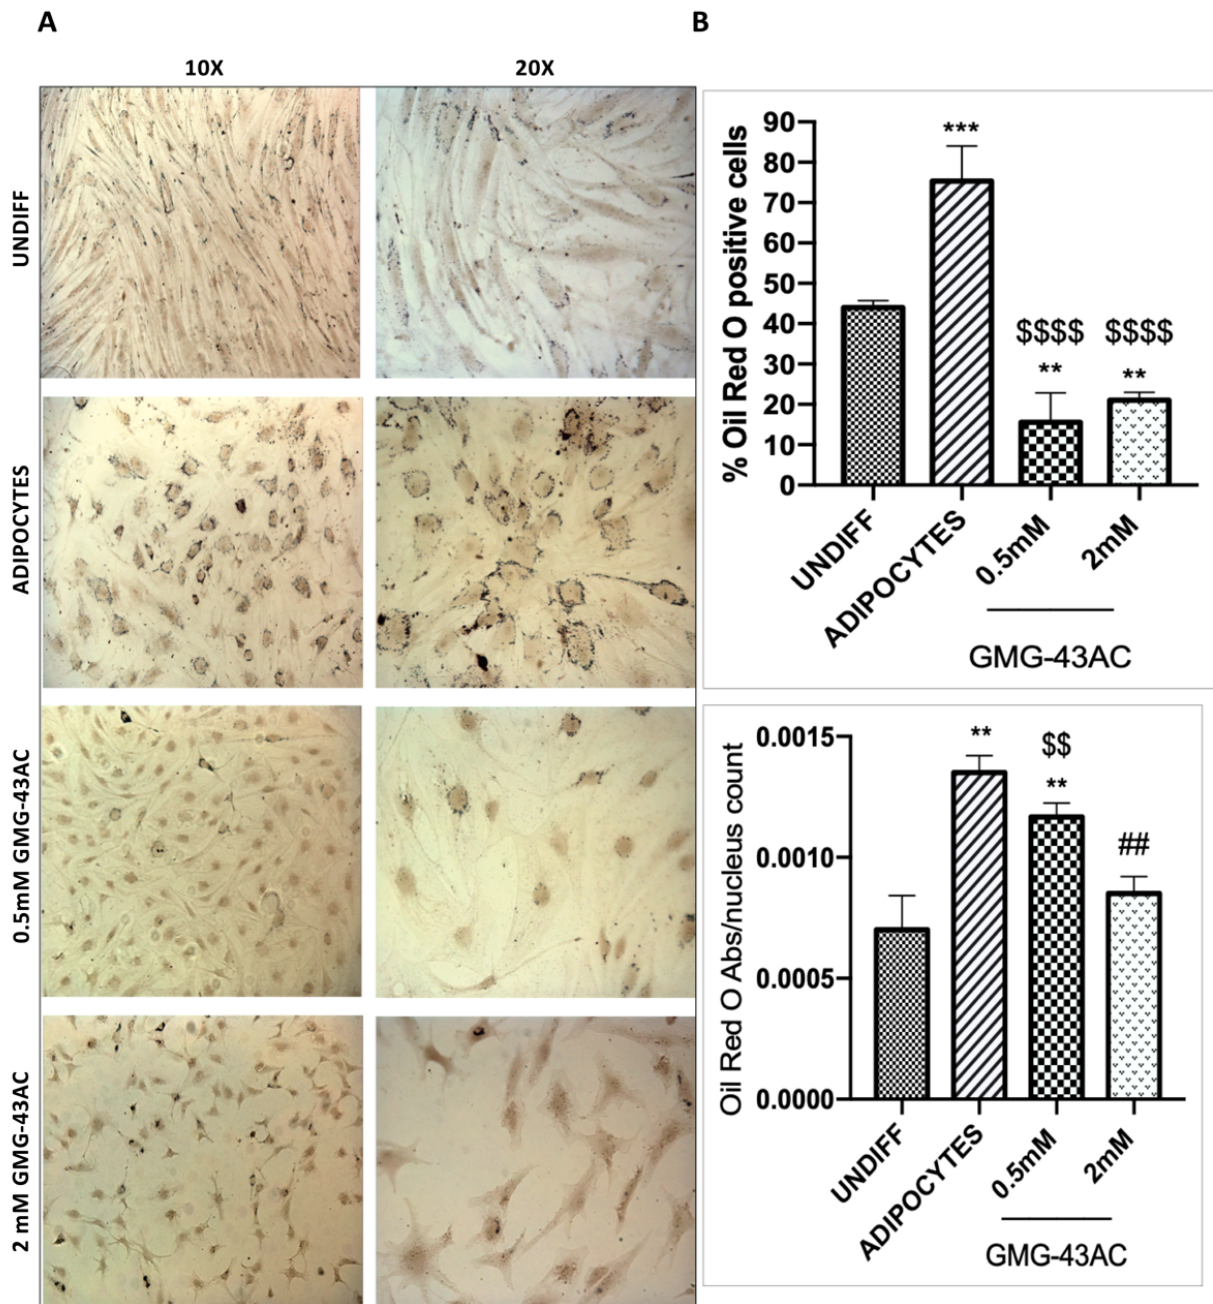 A
B
10X
20X
UNDIFF
ADIPOCYTES
0.5mM GMG-43AC
2 mM GMG-43AC
% Oil Red O positive cells
90
80
70
60
50
40
30
20
10
0
***
$$$$
**
$$$$
**
UNDIFF
ADIPOCYTES
0.5mM
2mM
GMG-43AC
Oil Red O Abs/nucleus count
0.0015
0.0010
0.0005
0.0000
**
$$
**
##
UNDIFF
ADIPOCYTES
0.5mM
2mM
GMG-43AC